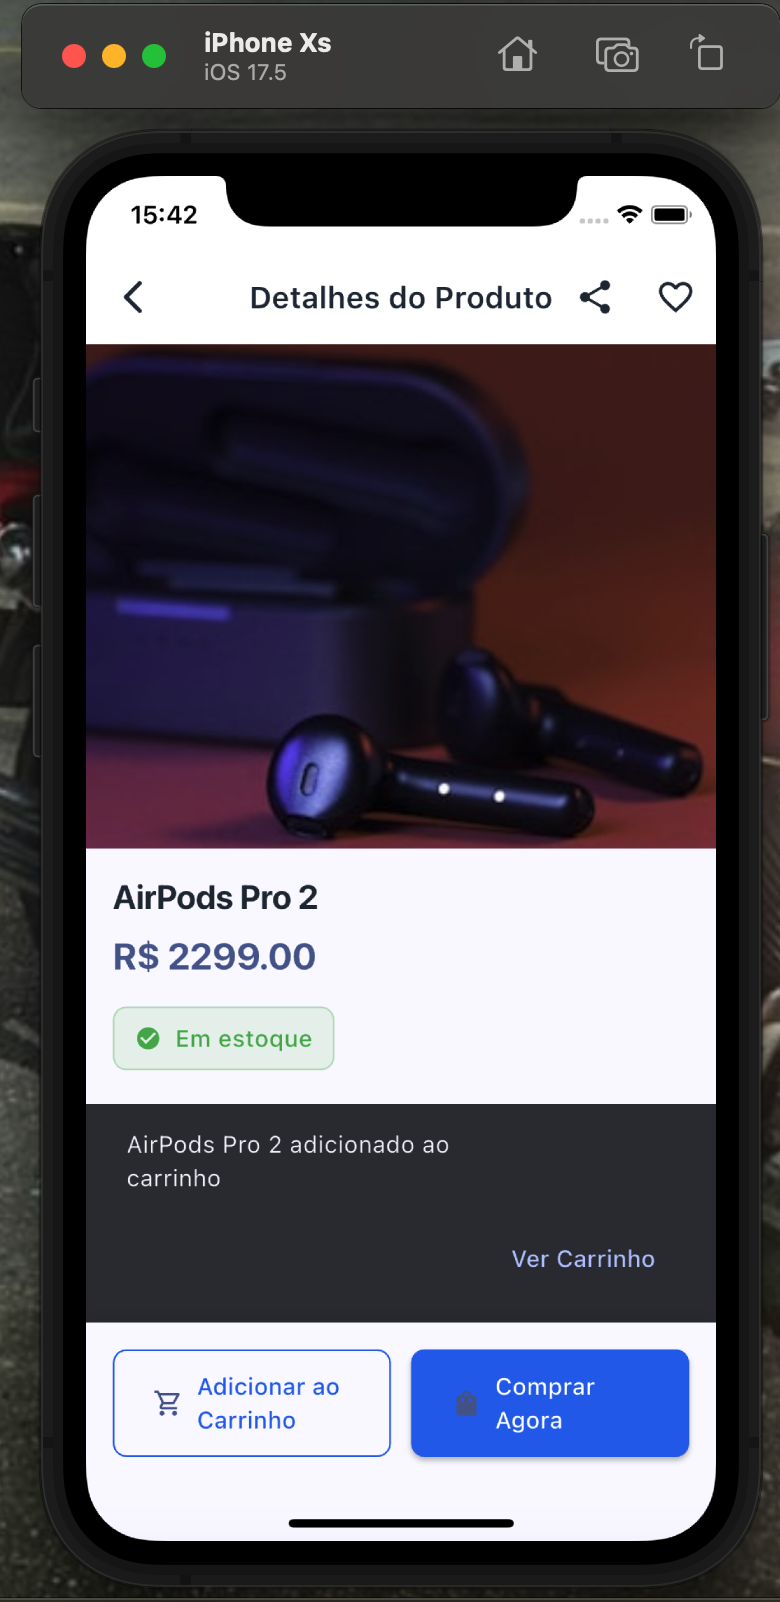 iPhone Xs
iOS 17.5
15:42
Detalhes do Produto
AirPods Pro 2
R$ 2299.00
Em estoque
AirPods Pro 2 adicionado ao
carrinho
Ver Carrinho
Adicionar ao
Carrinho
Comprar
Agora